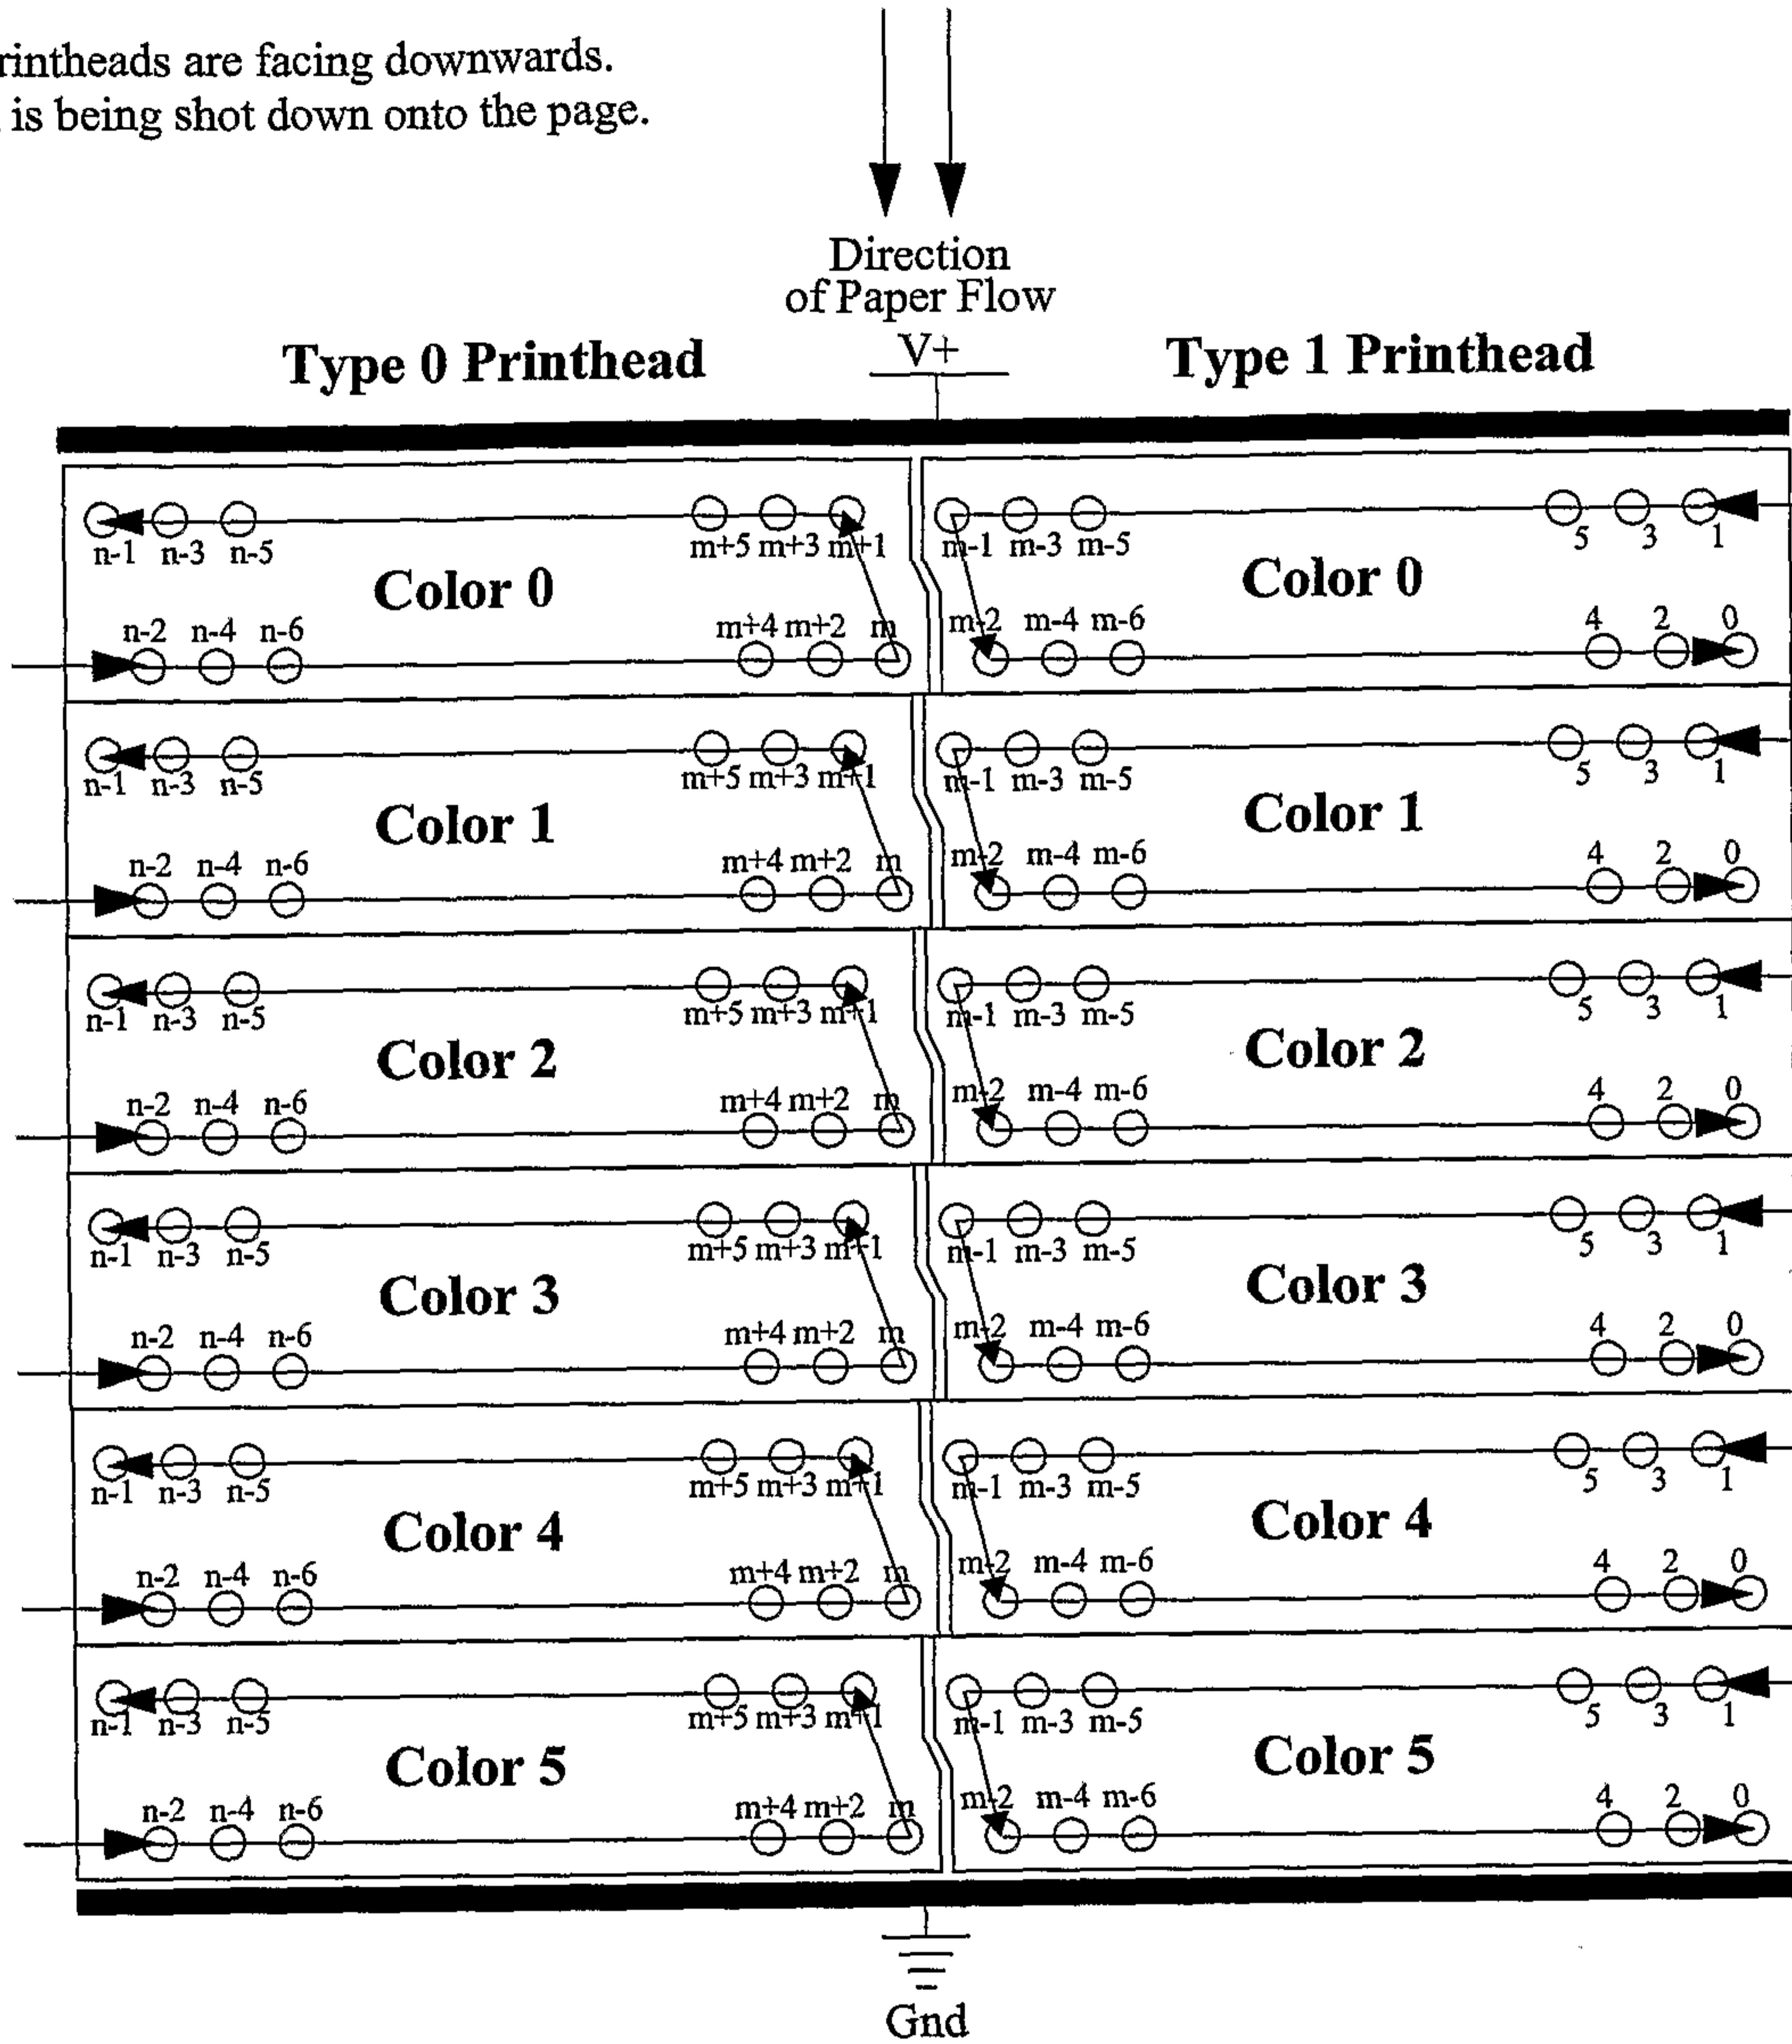 rintheads are facing downwards.
is being shot down onto the page.
Direction
of Paper Flow
Type 0 Printhead V+ Type 1 Printhead
n-1 n-3 n-5 m+5 m+3 m+1 m-1 m-3 m-5 5 3 1
Color 0 Color 0
n-2 n-4 n-6 m+4 m+2 m m-2 m-4 m-6 4 2 0
n-1 n-3 n-5 m+5 m+3 m+1 m-1 m-3 m-5 5 3 1
Color 1 Color 1
n-2 n-4 n-6 m+4 m+2 m m-2 m-4 m-6 4 2 0
n-1 n-3 n-5 m+5 m+3 m+1 m-1 m-3 m-5 5 3 1
Color 2 Color 2
n-2 n-4 n-6 m+4 m+2 m m-2 m-4 m-6 4 2 0
n-1 n-3 n-5 m+5 m+3 m+1 m-1 m-3 m-5 5 3 1
Color 3 Color 3
n-2 n-4 n-6 m+4 m+2 m m-2 m-4 m-6 4 2 0
n-1 n-3 n-5 m+5 m+3 m+1 m-1 m-3 m-5 5 3 1
Color 4 Color 4
n-2 n-4 n-6 m+4 m+2 m m-2 m-4 m-6 4 2 0
n-1 n-3 n-5 m+5 m+3 m+1 m-1 m-3 m-5 5 3 1
Color 5 Color 5
n-2 n-4 n-6 m+4 m+2 m m-2 m-4 m-6 4 2 0
Gnd